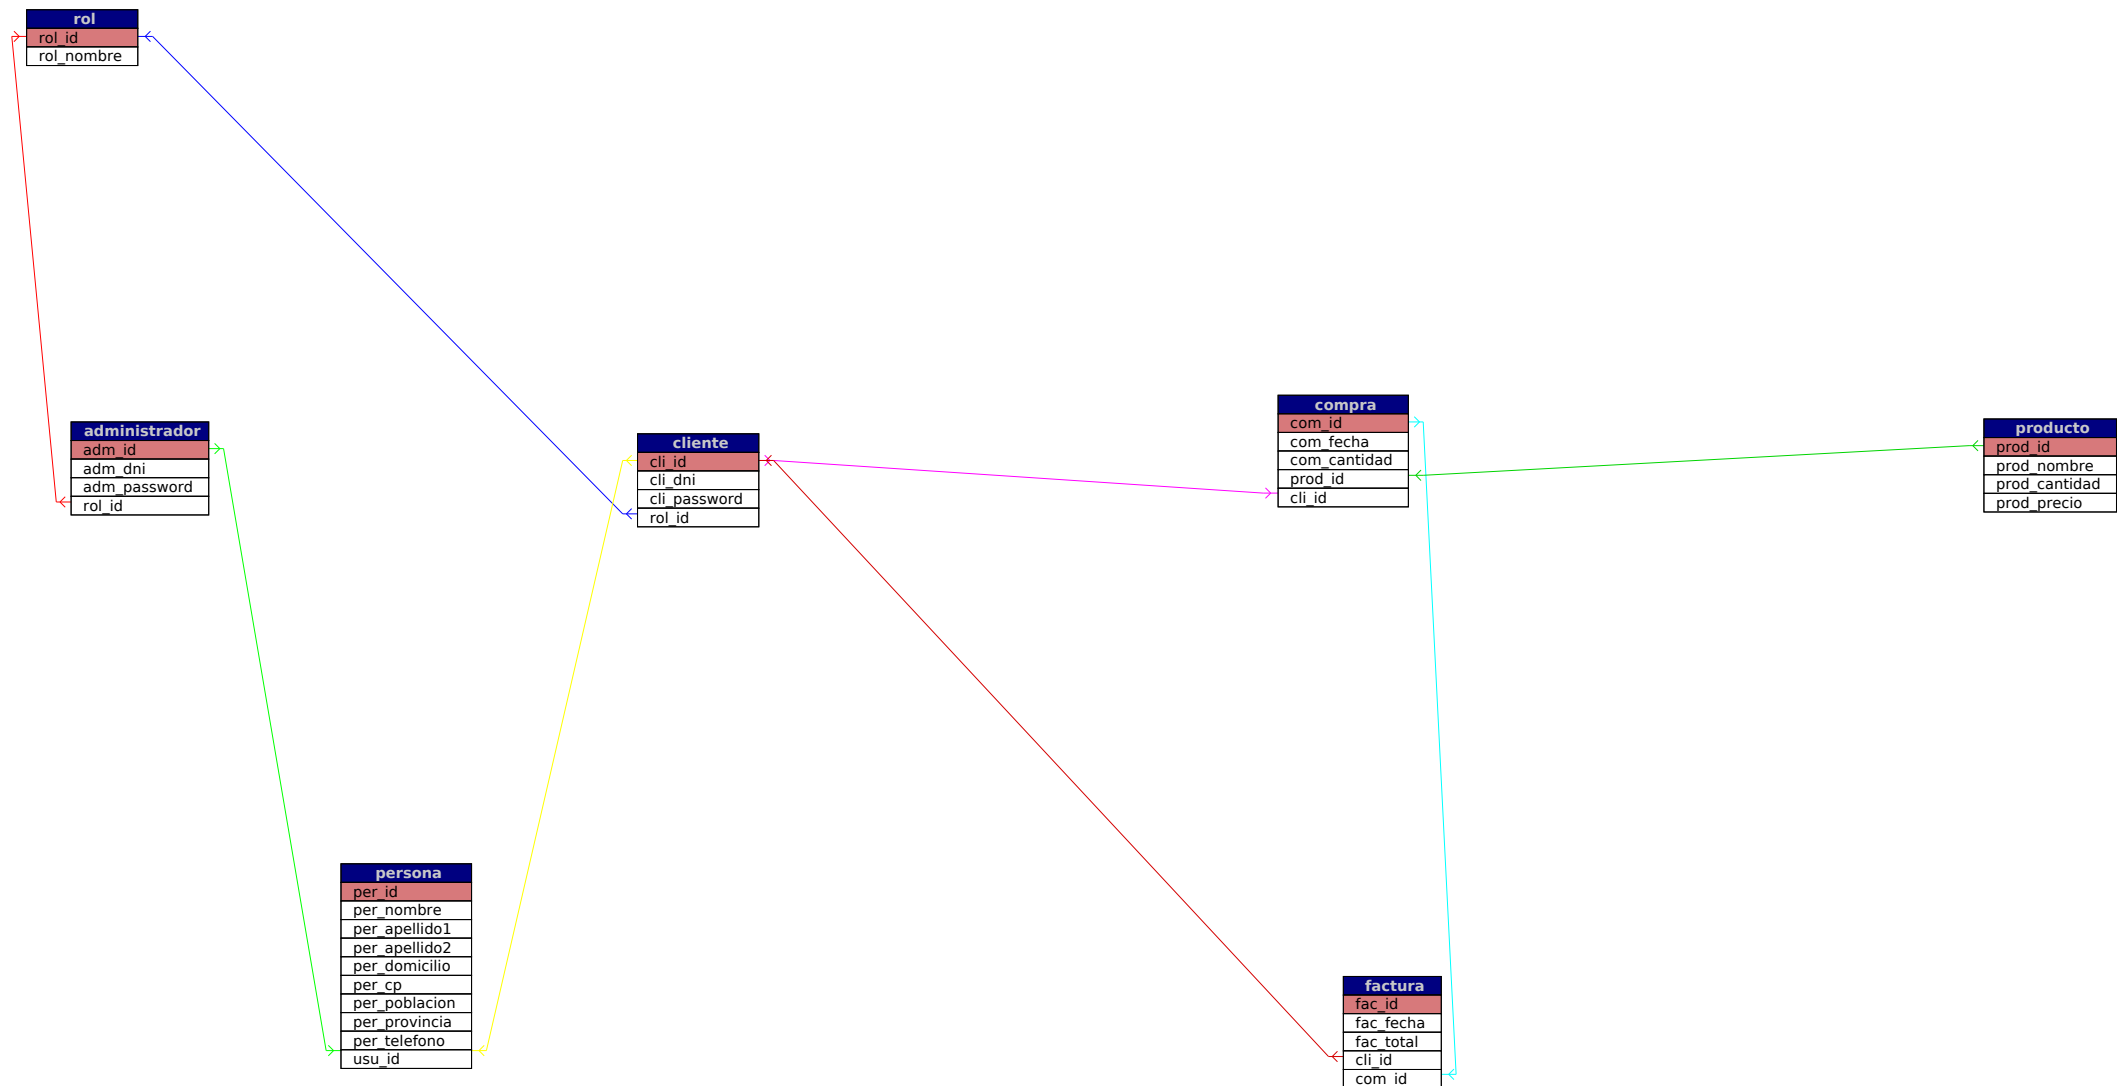 rol
rol_id
rol_nombre
administrador
adm_id
adm_dni
adm_password
rol_id
cliente
cli_id
cli_dni
cli_password
rol_id
compra
com_id
com_fecha
com_cantidad
prod_id
cli_id
producto
prod_id
prod_nombre
prod_cantidad
prod_precio
persona
per_id
per_nombre
per_apellido1
per_apellido2
per_domicilio
per_cp
per_poblacion
per_provincia
per_telefono
usu_id
factura
fac_id
fac_fecha
fac_total
cli_id
com_id